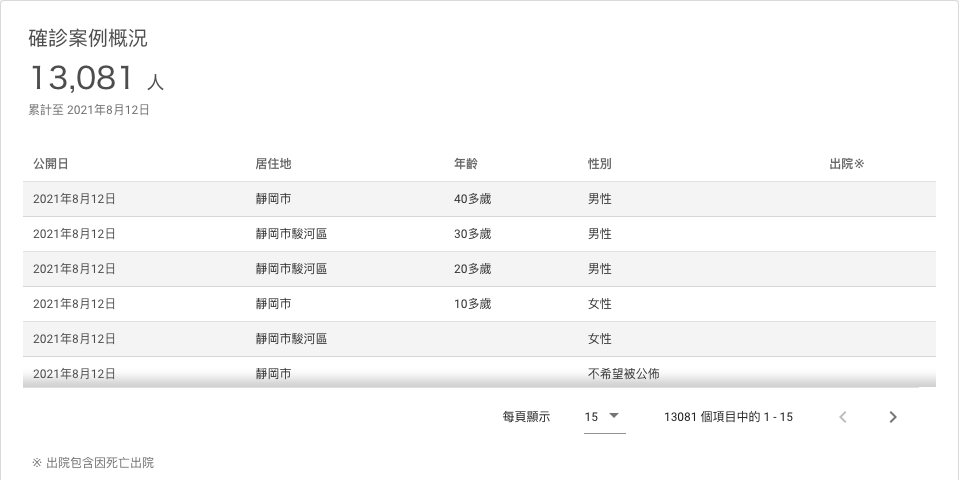 確診案例概況
13,081 人
累計至 2021年8月12日
公開日 居住地 年齡 性別 出院※
2021年8月12日 靜岡市 40多歲 男性
2021年8月12日 靜岡市駿河區 30多歲 男性
2021年8月12日 靜岡市駿河區 20多歲 男性
2021年8月12日 靜岡市 10多歲 女性
2021年8月12日 靜岡市駿河區 女性
2021年8月12日 靜岡市 不希望被公佈
每頁顯示 15 13081 個項目中的 1 - 15
※ 出院包含因死亡出院